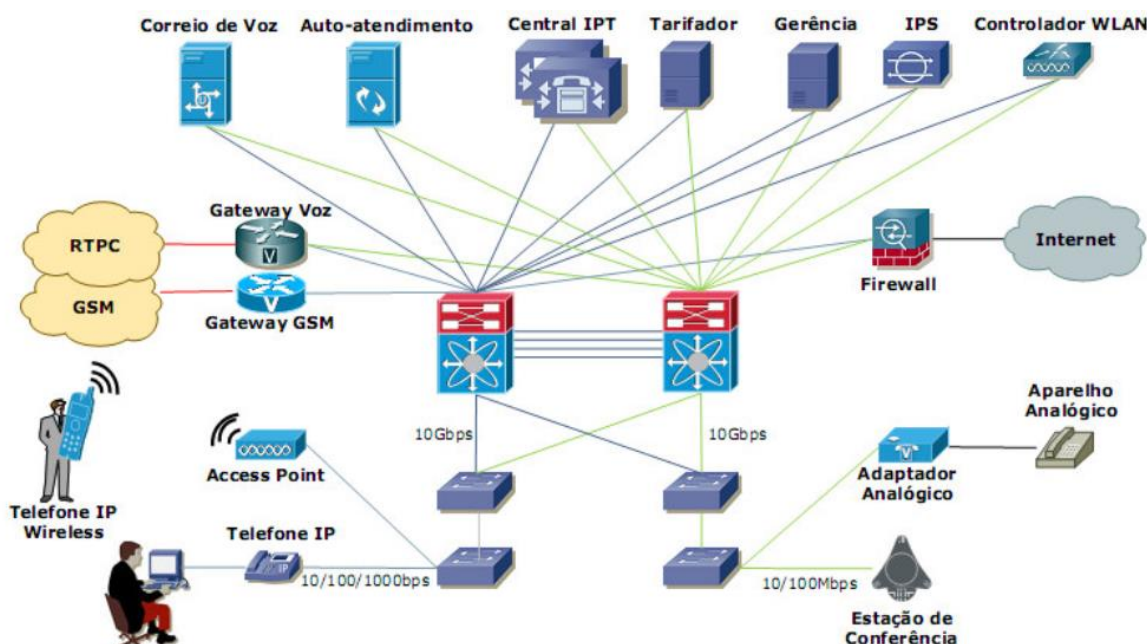 Correio de Voz
Auto-atendimento
Central IPT
Tarifador
Gerência
IPS
Controlador WLAN
Gateway Voz
RTPC
GSM
Gateway GSM
Firewall
Internet
10Gbps
10Gbps
Access Point
Telefone IP
Wireless
Telefone IP
IP
10/100/1000bps
10/100Mbps
V
V
V
U
Adaptador
Analógico
Aparelho
Analógico
Estação de
Conferência